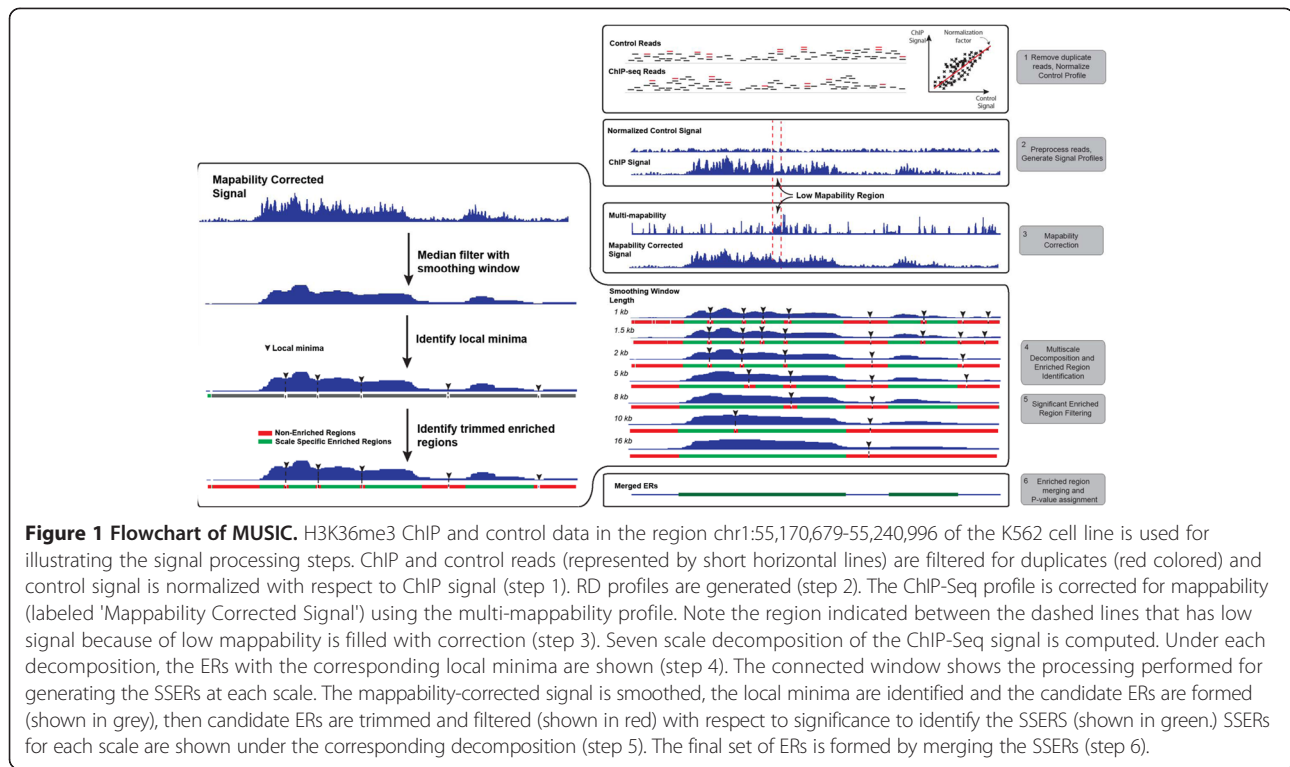 Control Reads
ChIP-seq Reads
ChIP
Signal
Normalization
factor
Control
Signal
1 Remove duplicate
reads, Normalize
Control Profile
Normalized Control Signal
ChIP Signal
2
Preprocess reads,
Generate Signal Profiles
Low Mapability Region
Multi-mapability
Mapability Corrected
Signal
3
Mapability
Correction
Mapability Corrected
Signal
Median filter with
smoothing window
Identify local minima
Local minima
Identify trimmed enriched
regions
Non-Enriched Regions
Scale Specific Enriched Regions
Smoothing Window
Length
1 kb
1.5 kb
2 kb
5 kb
8 kb
10 kb
16 kb
4
Multiscale
Decomposition and
Enriched Region
Identification
5
Significant Enriched
Region Filtering
Merged ERs
6
Enriched region
merging and
P-value assignment
Figure 1 Flowchart of MUSIC. H3K36me3 ChIP and control data in the region chr1:55,170,679-55,240,996 of the K562 cell line is used for
illustrating the signal processing steps. ChIP and control reads (represented by short horizontal lines) are filtered for duplicates (red colored) and
control signal is normalized with respect to ChIP signal (step 1). RD profiles are generated (step 2). The ChIP-Seq profile is corrected for mappability
(labeled 'Mappability Corrected Signal') using the multi-mappability profile. Note the region indicated between the dashed lines that has low
signal because of low mappability is filled with correction (step 3). Seven scale decomposition of the ChIP-Seq signal is computed. Under each
decomposition, the ERs with the corresponding local minima are shown (step 4). The connected window shows the processing performed for
generating the SSERs at each scale. The mappability-corrected signal is smoothed, the local minima are identified and the candidate ERs are formed
(shown in grey), then candidate ERs are trimmed and filtered (shown in red) with respect to significance to identify the SSERS (shown in green.) SSERs
for each scale are shown under the corresponding decomposition (step 5). The final set of ERs is formed by merging the SSERs (step 6).